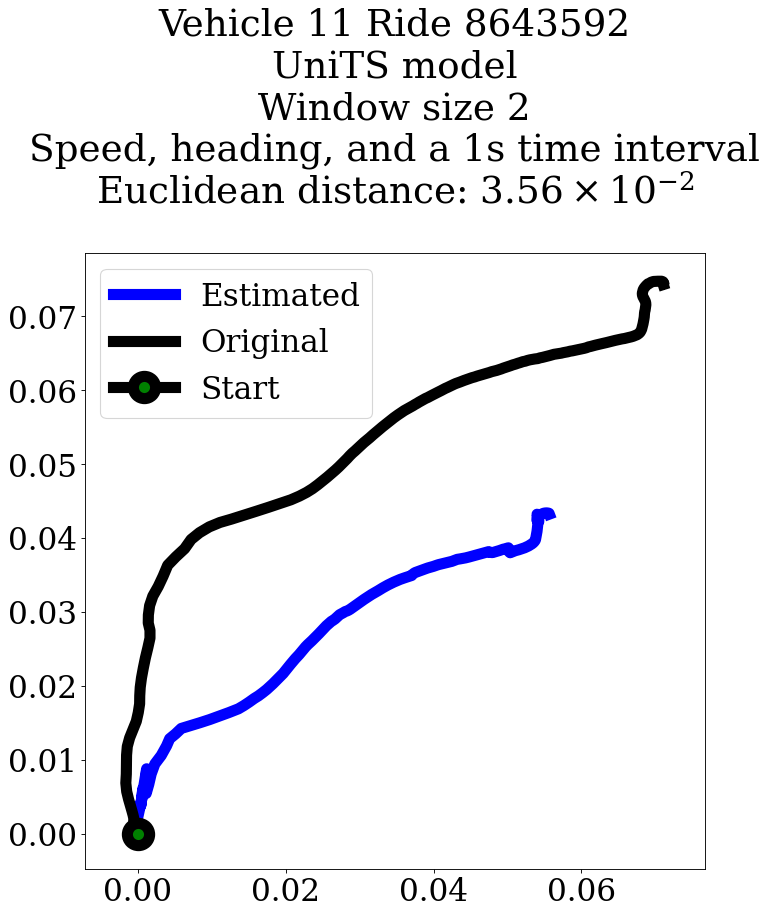 Vehicle 11 Ride 8643592
UniTS model
Window size 2
Speed, heading, and a 1s time interval
Euclidean distance: 3.56 × 10⁻²
Estimated
Original
Start
0.07
0.06
0.05
0.04
0.03
0.02
0.01
0.00
0.00 0.02 0.04 0.06